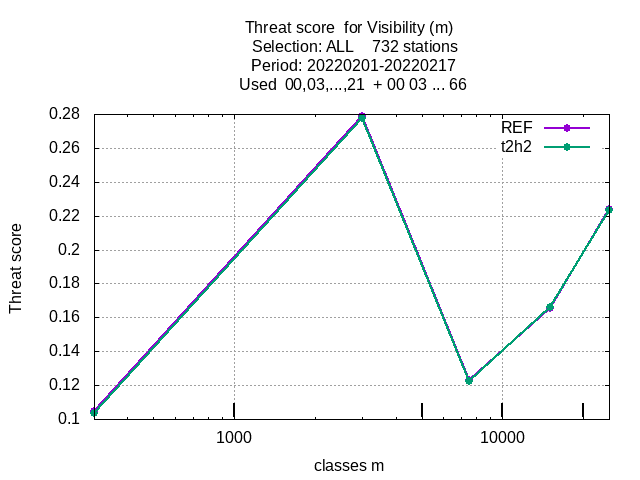 Threat score  for Visibility (m)
Selection: ALL    732 stations
Period: 20220201-20220217
Used  00,03,...,21  + 00 03 ... 66
REF
t2h2
0.28
0.26
0.24
0.22
0.2
0.18
0.16
0.14
0.12
0.1
Threat score
1000
10000
classes m